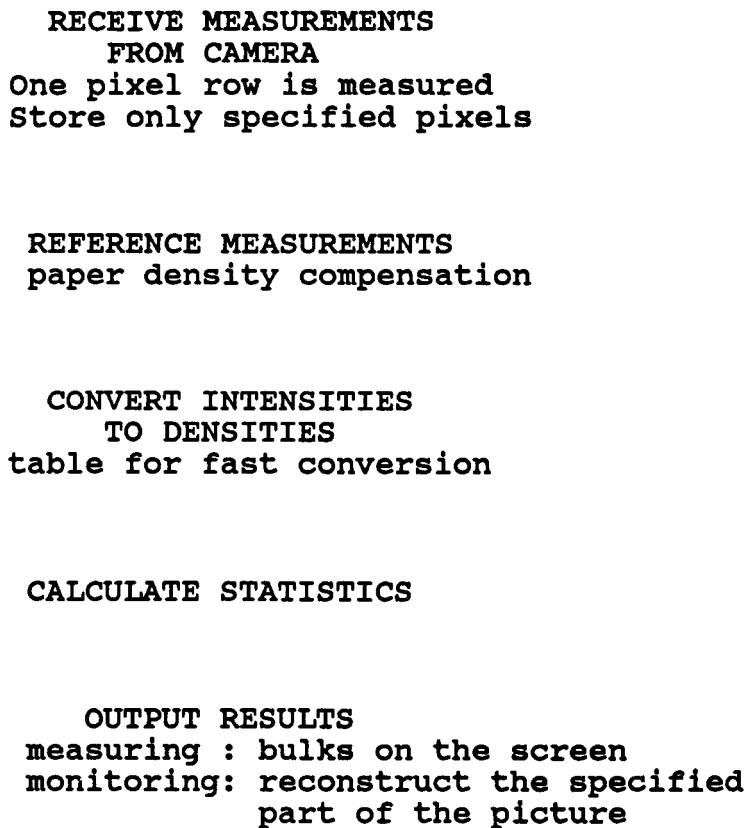 RECEIVE MEASUREMENTS
FROM CAMERA
One pixel row is measured
Store only specified pixels
REFERENCE MEASUREMENTS
paper density compensation
CONVERT INTENSITIES
TO DENSITIES
table for fast conversion
CALCULATE STATISTICS
OUTPUT RESULTS
measuring : bulks on the screen
monitoring: reconstruct the specified
part of the picture